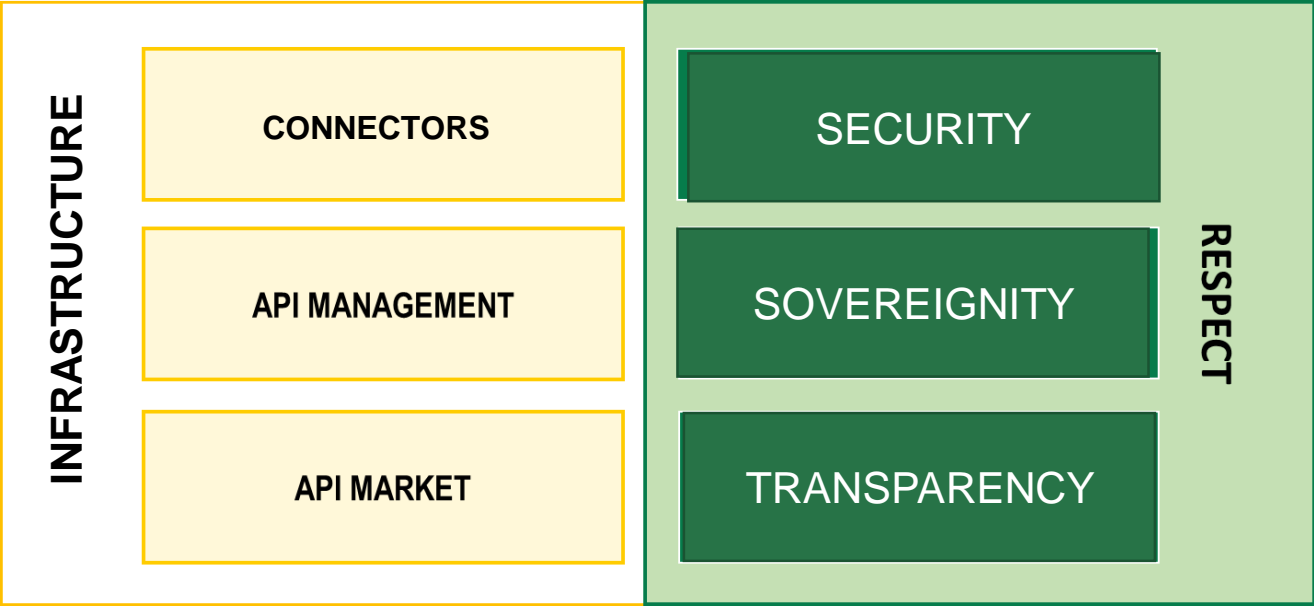 INFRASTRUCTURE
CONNECTORS
API MANAGEMENT
API MARKET
SECURITY
SOVEREIGNITY
TRANSPARENCY
RESPECT